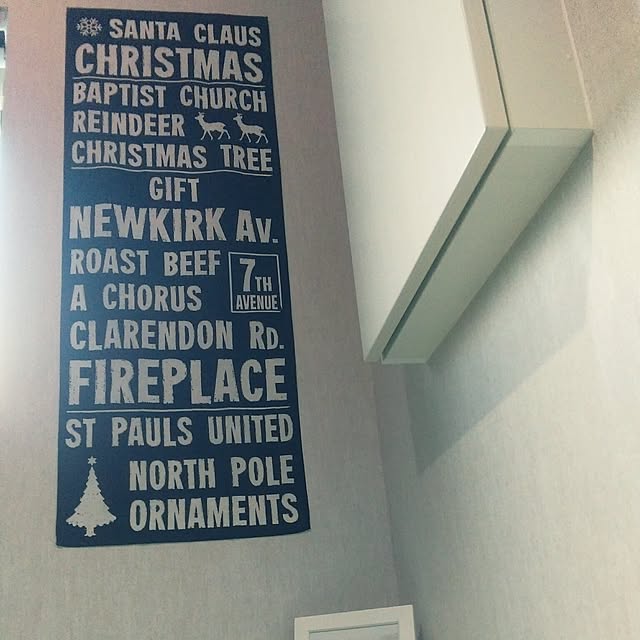 SANTA CLAUS
CHRISTMAS
BAPTIST CHURCH
REINDEER
CHRISTMAS TREE
GIFT
NEWKIRK AV.
ROAST BEEF
A CHORUS
7TH
AVENUE
CLARENDON RD.
FIREPLACE
ST PAULS UNITED
NORTH POLE
ORNAMENTS